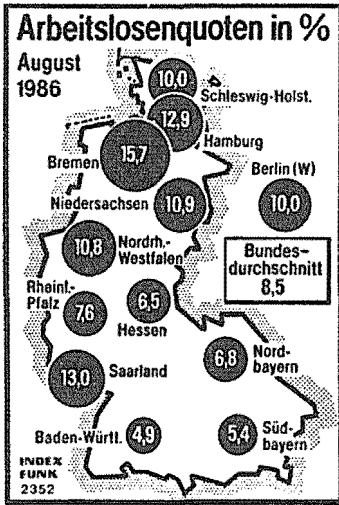 Arbeitslosenquoten in %
August
1986
10,0
Schleswig-Holst.
12,9
Hamburg
15,7
Bremen
Berlin (W)
10,0
Niedersachsen
10,9
10,8
Nordrh.-
Westfalen
Bundes-
durchschnitt
8,5
Rheinl.-
Pfalz
7,6
6,5
Hessen
6,8
Nord-
bayern
13,0
Saarland
Baden-Württ.
4,9
5,4
Süd-
bayern
INDEX
FUNK
2352